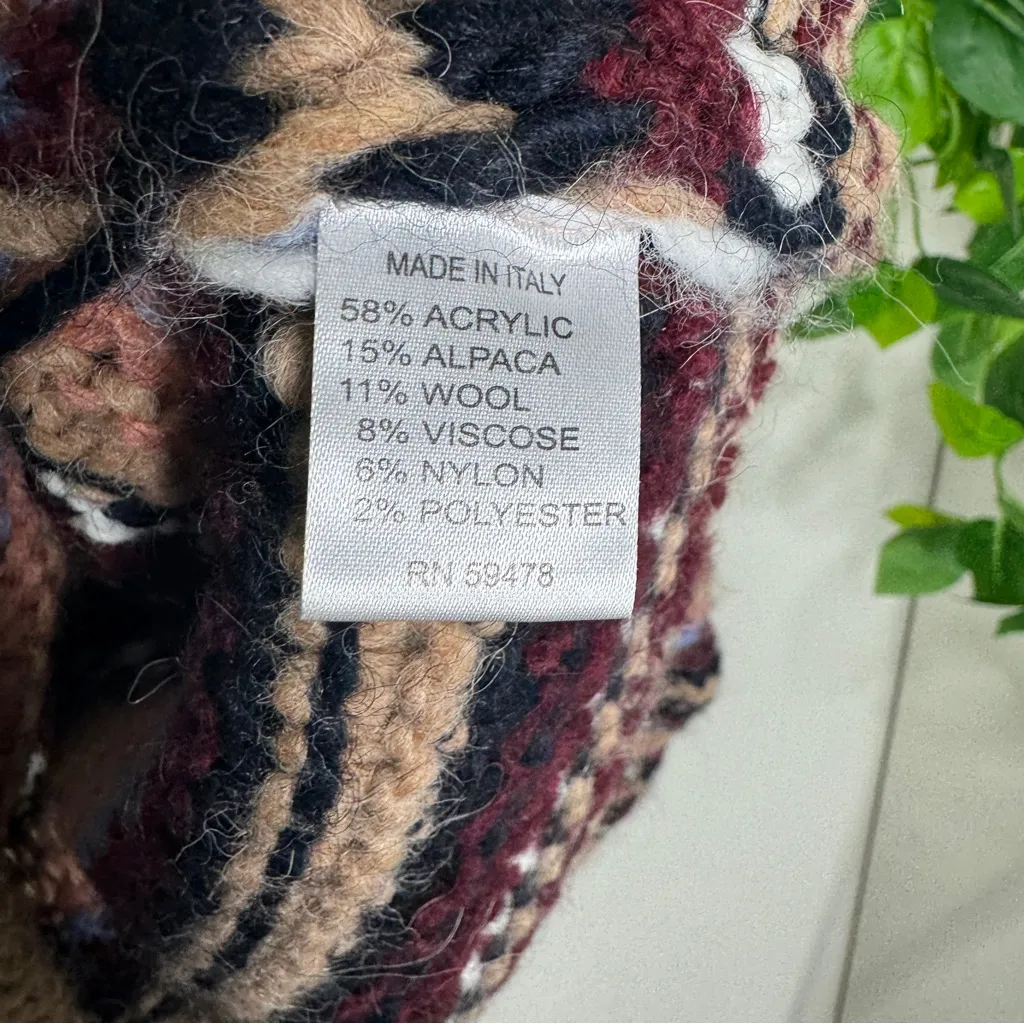 MADE IN ITALY
58% ACRYLIC
15% ALPACA
11% WOOL
8% VISCOSE
6% NYLON
2% POLYESTER
RN 59478